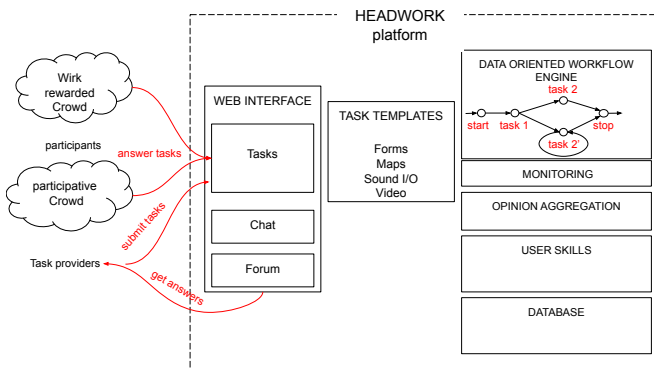 HEADWORK
platform
Wirk
rewarded
Crowd
participants
answer tasks
participative
Crowd
submit tasks
Task providers
get answers
WEB INTERFACE
Tasks
Chat
Forum
TASK TEMPLATES
Forms
Maps
Sound I/O
Video
DATA ORIENTED WORKFLOW
ENGINE
task 2
start
task 1
stop
task 2'
MONITORING
OPINION AGGREGATION
USER SKILLS
DATABASE